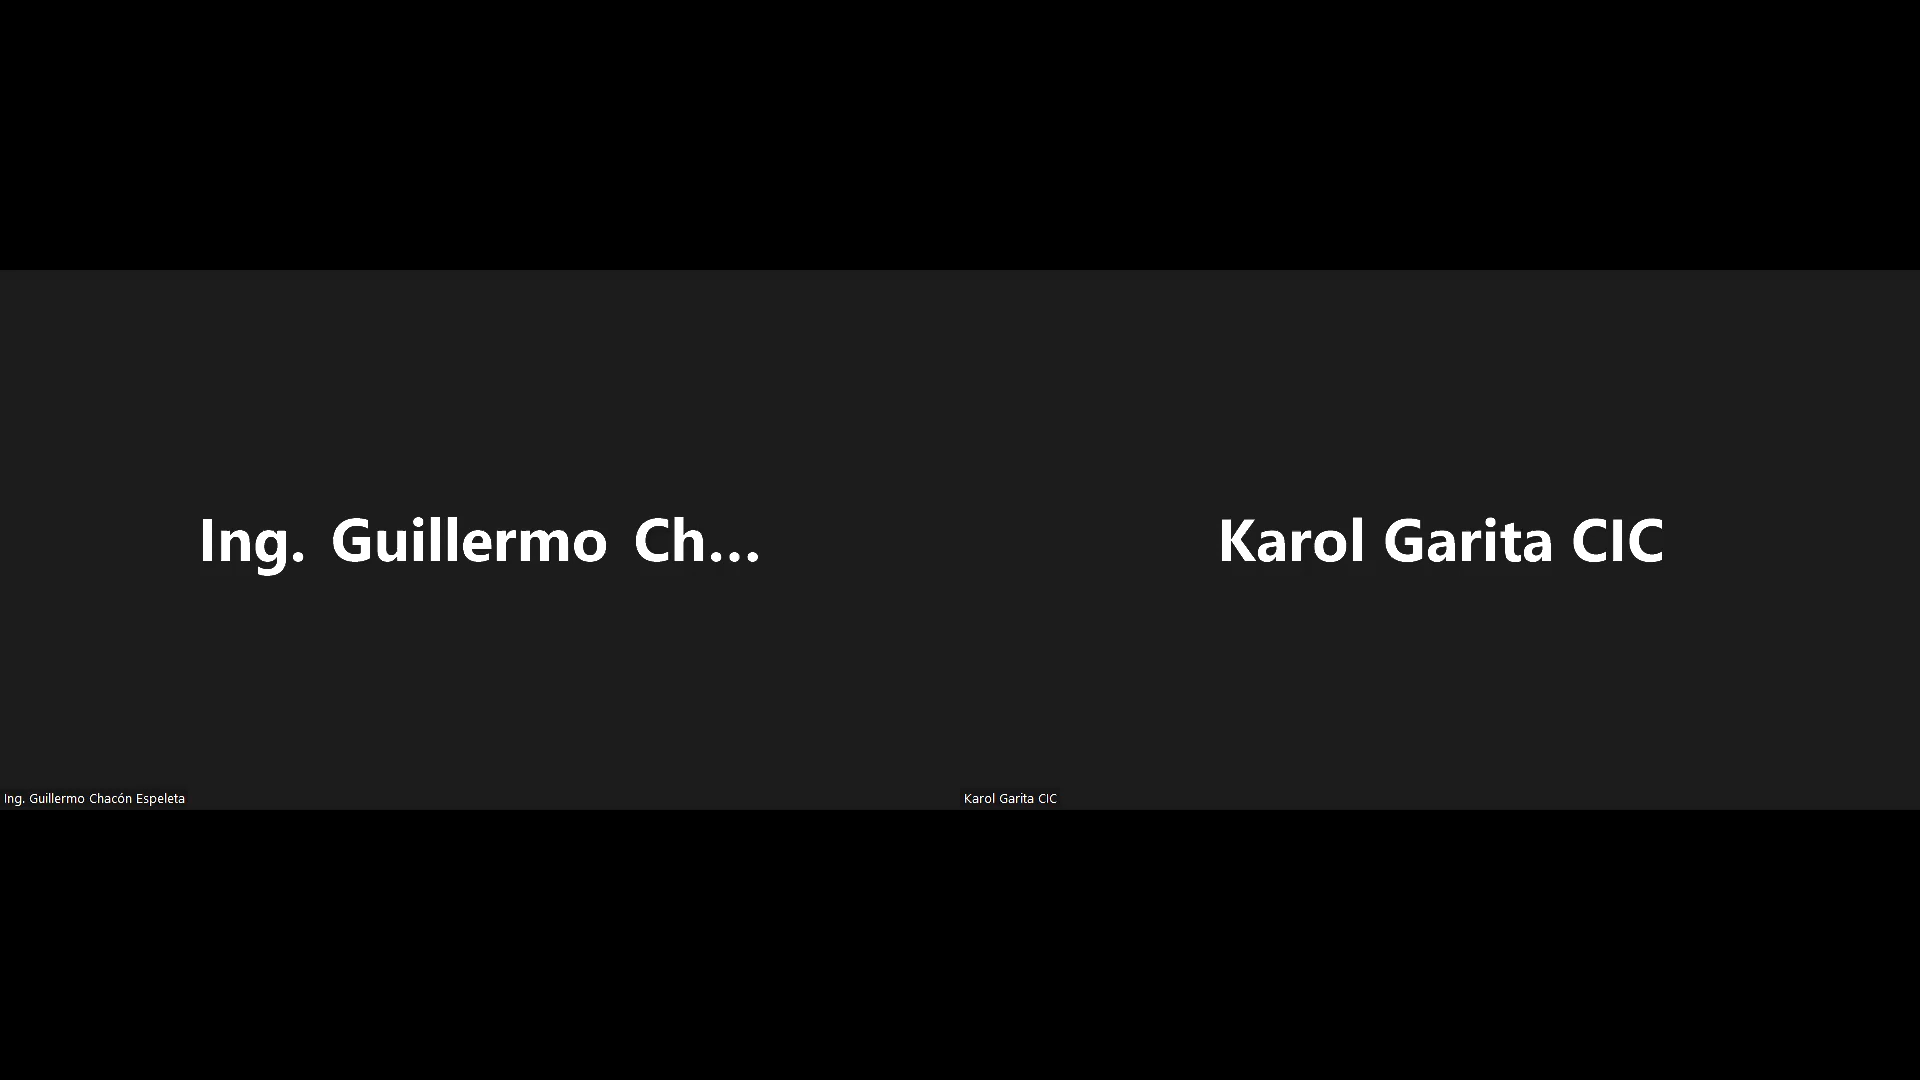 Ing. Guillermo Ch...
Karol Garita CIC
Ing. Guillermo Chacón Espeleta
Karol Garita CIC